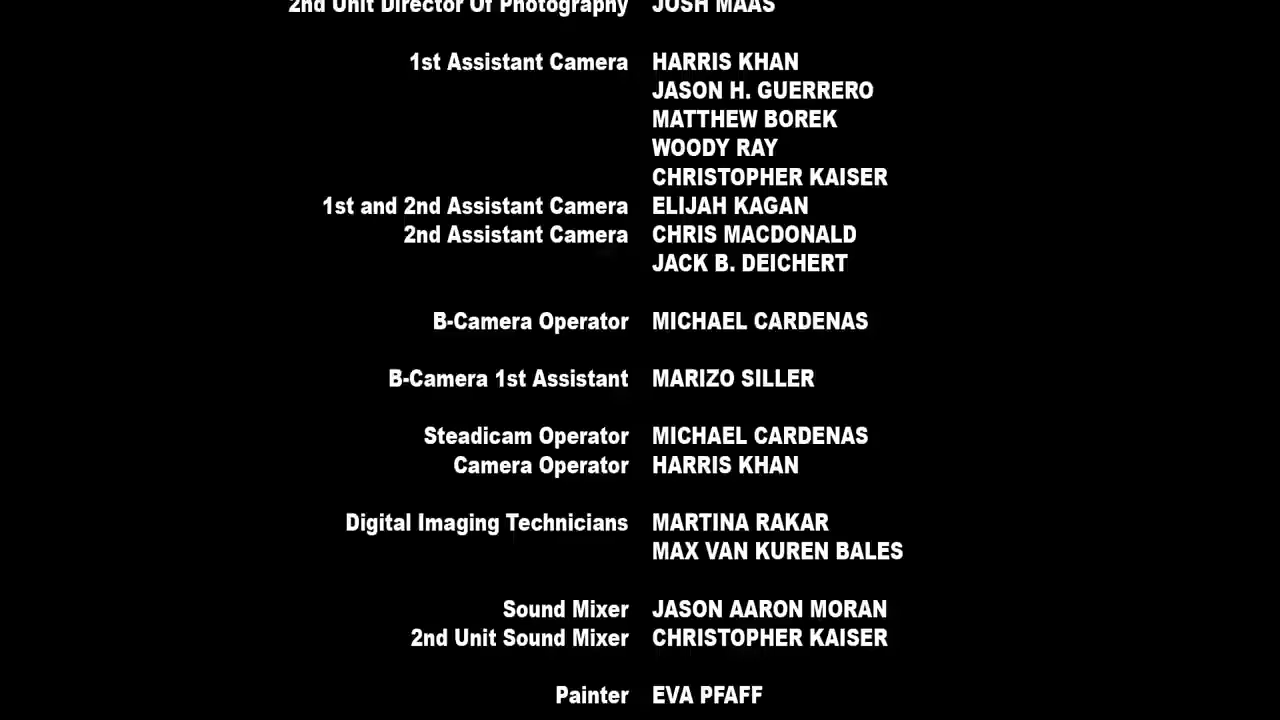 2nd Unit Director Of Photography JOSH MAAS
1st Assistant Camera HARRIS KHAN
JASON H. GUERRERO
MATTHEW BOREK
WOODY RAY
CHRISTOPHER KAISER
1st and 2nd Assistant Camera ELIJAH KAGAN
2nd Assistant Camera CHRIS MACDONALD
JACK B. DEICHERT
B-Camera Operator MICHAEL CARDENAS
B-Camera 1st Assistant MARIZO SILLER
Steadicam Operator MICHAEL CARDENAS
Camera Operator HARRIS KHAN
Digital Imaging Technicians MARTINA RAKAR
MAX VAN KUREN BALES
Sound Mixer JASON AARON MORAN
2nd Unit Sound Mixer CHRISTOPHER KAISER
Painter EVA PFAFF